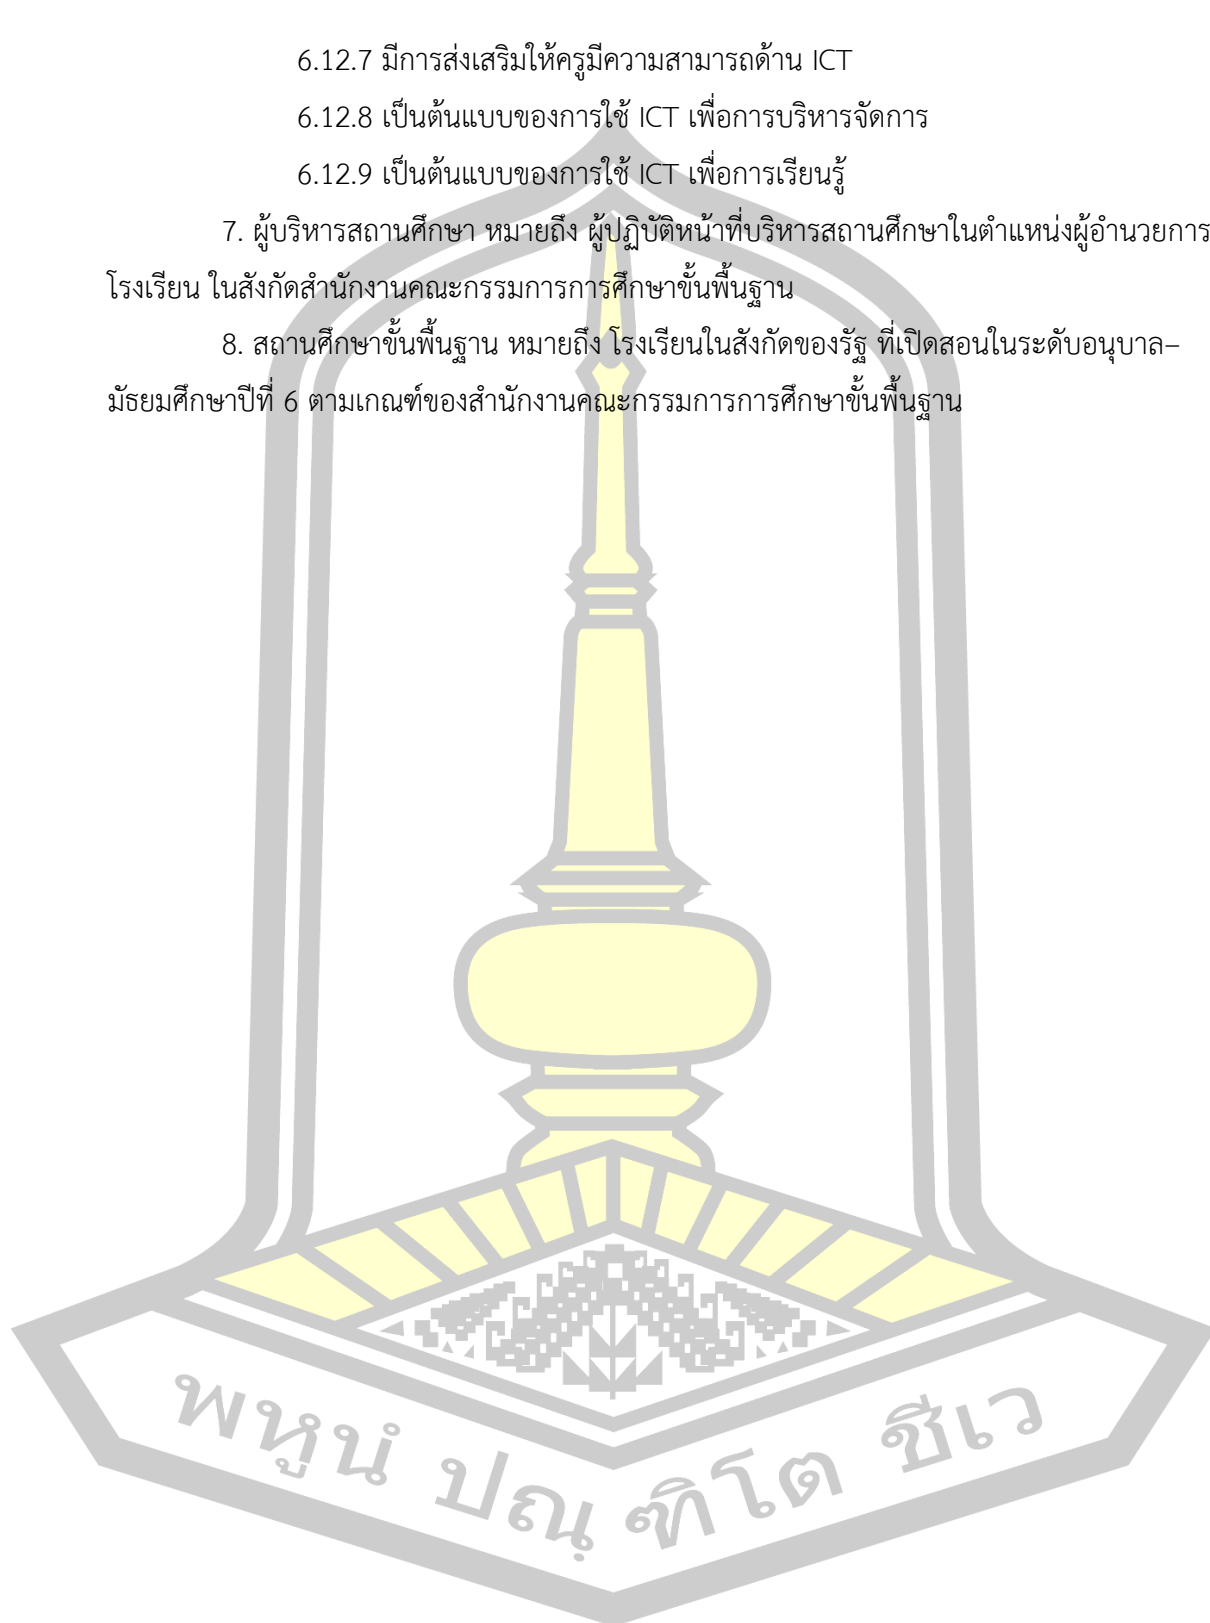 6.12.7 มีการส่งเสริมให้ครูมีความสามารถด้าน ICT
6.12.8 เป็นต้นแบบของการใช้ ICT เพื่อการบริหารจัดการ
6.12.9 เป็นต้นแบบของการใช้ ICT เพื่อการเรียนรู้
7. ผู้บริหารสถานศึกษา หมายถึง ผู้ปฏิบัติหน้าที่บริหารสถานศึกษาในตำแหน่งผู้อำนวยการ
โรงเรียน ในสังกัดสำนักงานคณะกรรมการการศึกษาขั้นพื้นฐาน
8. สถานศึกษาขั้นพื้นฐาน หมายถึง โรงเรียนในสังกัดของรัฐ ที่เปิดสอนในระดับอนุบาล–
มัธยมศึกษาปีที่ 6 ตามเกณฑ์ของสำนักงานคณะกรรมการการศึกษาขั้นพื้นฐาน
พหูนํ ปณฺ ฑิโต ชีเว